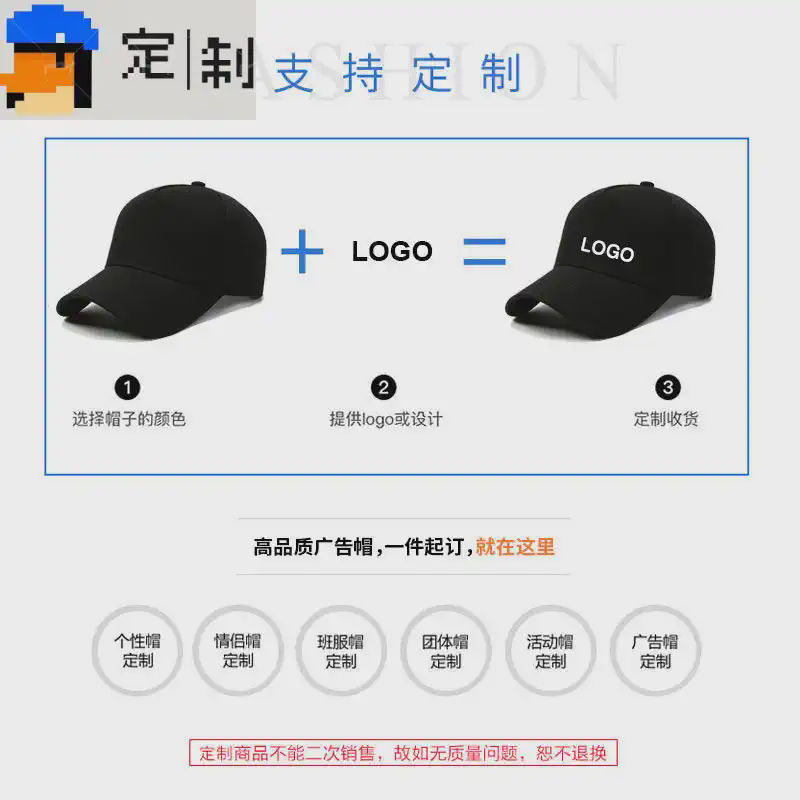 定|制
FASHION
支持定制
LOGO
LOGO
1
2
3
选择帽子的颜色
提供logo或设计
定制收货
高品质广告帽,一件起订,就在这里
个性帽
定制
情侣帽
定制
班服帽
定制
团体帽
定制
活动帽
定制
广告帽
定制
定制商品不能二次销售，故如无质量问题，恕不退换